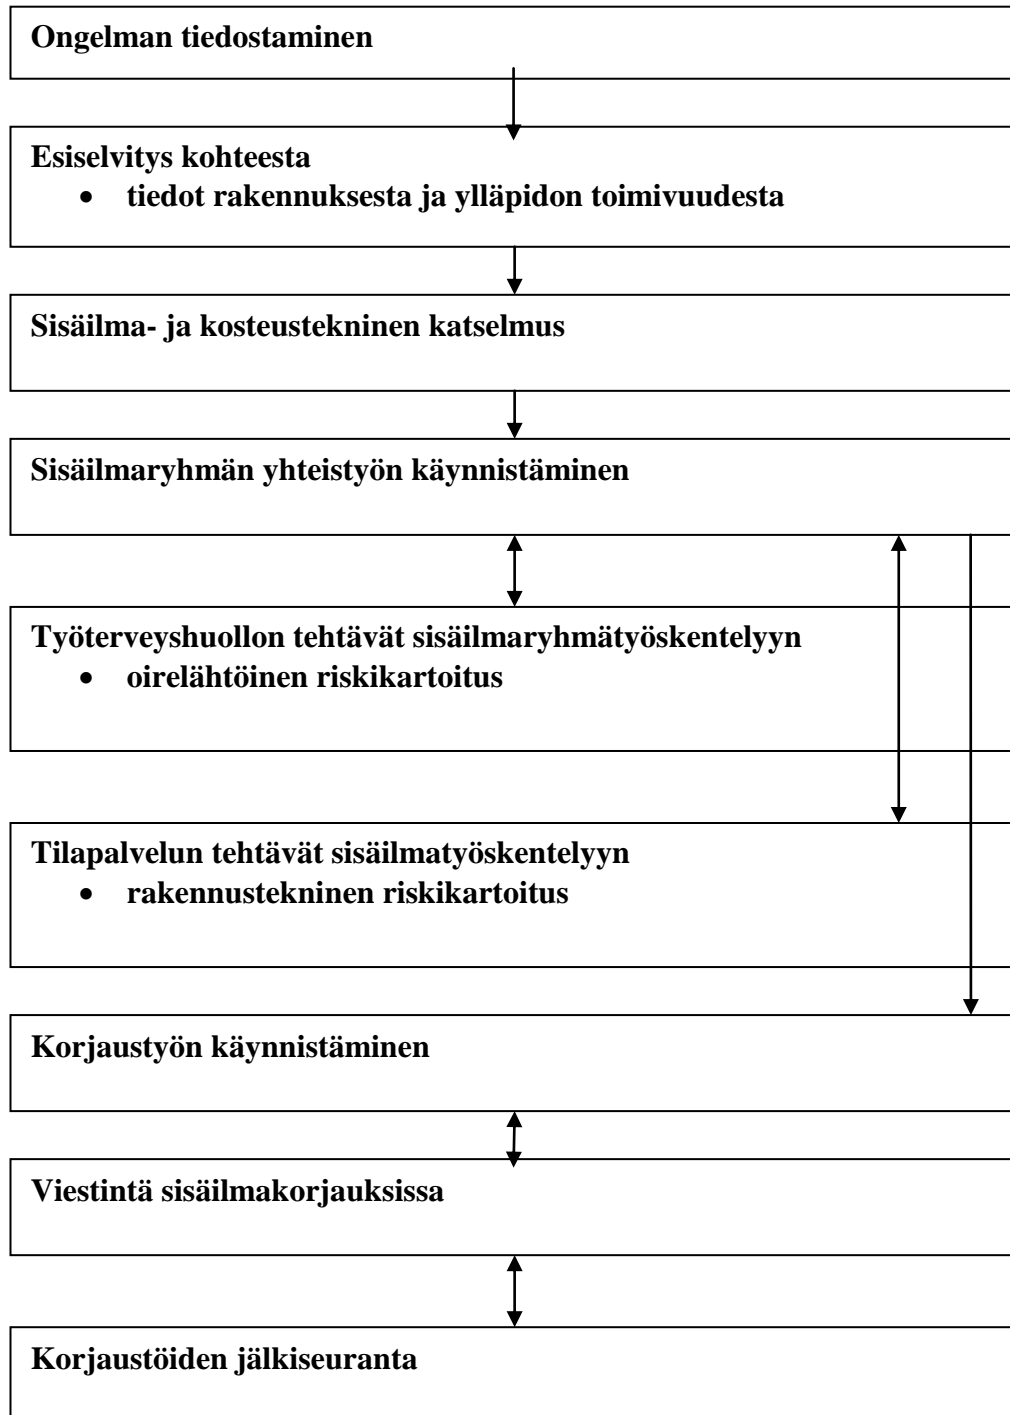 Ongelman tiedostaminen
Esiselvitys kohteesta
• tiedot rakennuksesta ja ylläpidon toimivuudesta
Sisäilma- ja kosteustekninen katselmus
Sisäilmaryhmän yhteistyön käynnistäminen
Työterveyshuollon tehtävät sisäilmaryhmätyöskentelyyn
• oirelähtöinen riskikartoitus
Tilapalvelun tehtävät sisäilmatyöskentelyyn
• rakennustekninen riskikartoitus
Korjaustyön käynnistäminen
Viestintä sisäilmakorjauksissa
Korjaustöiden jälkiseuranta